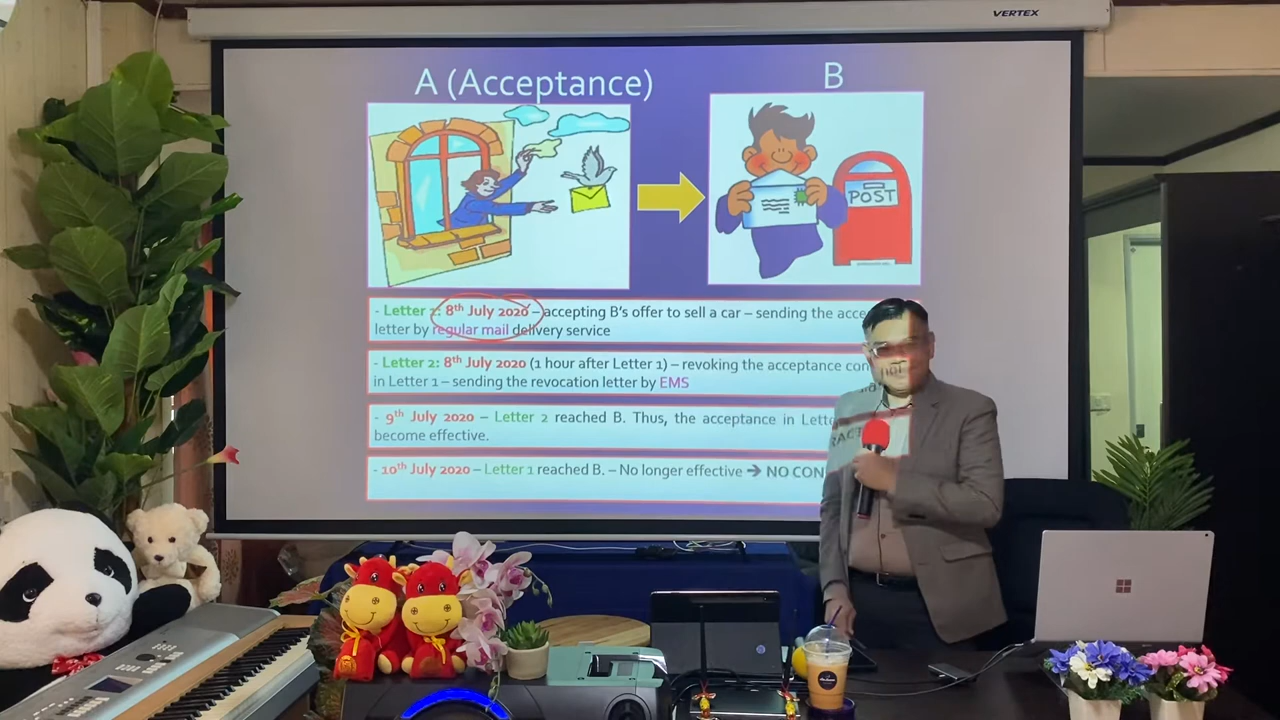 VERTEX
A (Acceptance)
B
POST
- Letter 1: 8th July 2020 – accepting B's offer to sell a car – sending the acce
letter by regular mail delivery service
- Letter 2: 8th July 2020 (1 hour after Letter 1) – revoking the acceptance con
in Letter 1 – sending the revocation letter by EMS
- 9th July 2020 – Letter 2 reached B. Thus, the acceptance in Lette
become effective.
- 10th July 2020 – Letter 1 reached B. – No longer effective → NO CON